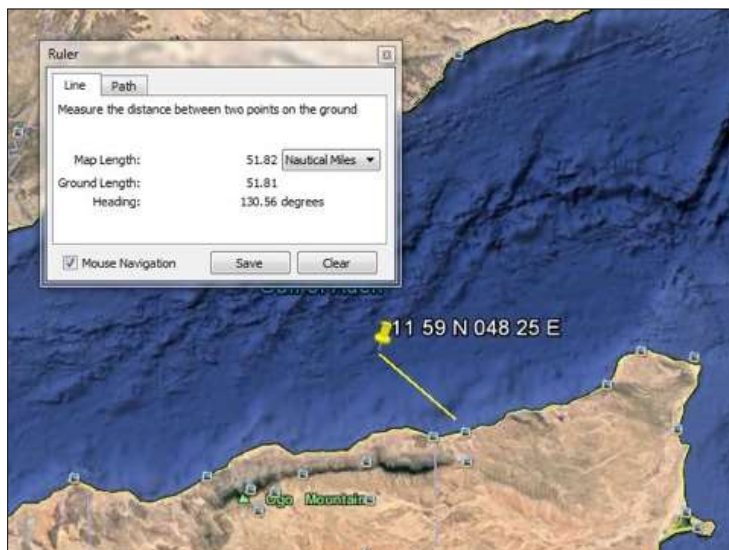 Ruler
Line Path
Measure the distance between two points on the ground
Map Length: 51.82 Nautical Miles
Ground Length: 51.81
Heading: 130.56 degrees
Mouse Navigation Save Clear
11 59 N 048 25 E
Ogo Mountain